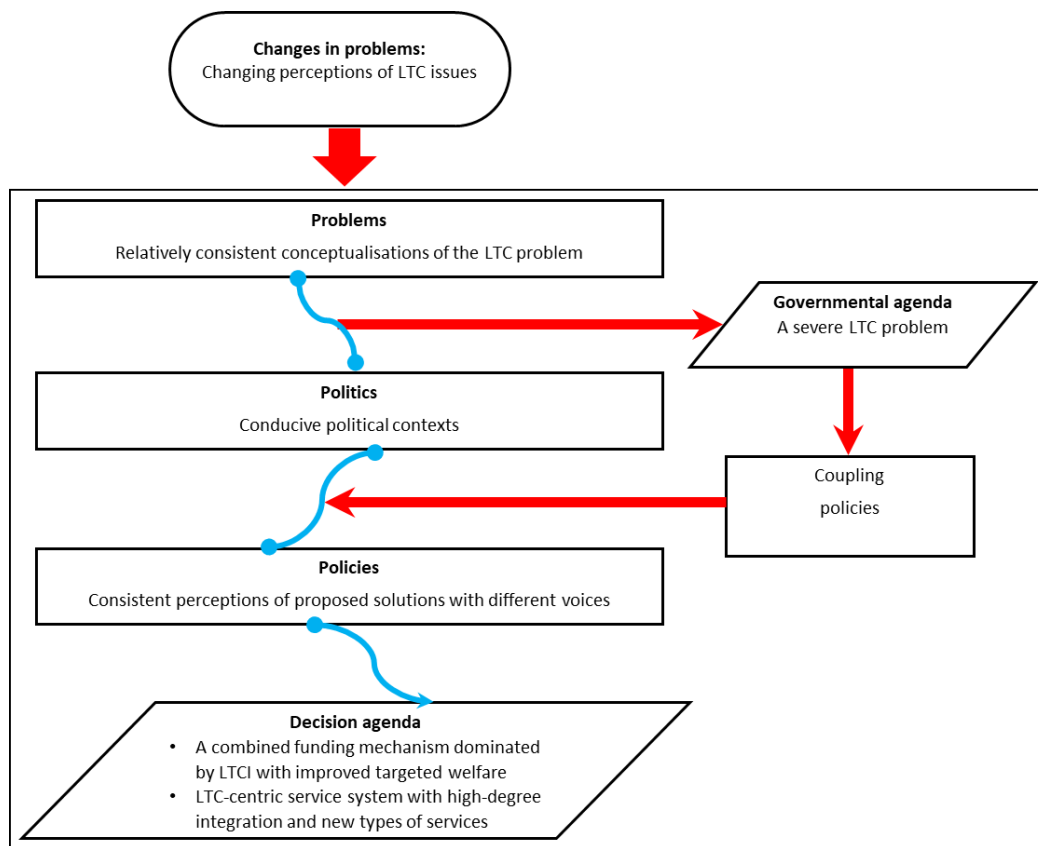 Changes in problems:
Changing perceptions of LTC issues
Problems
Relatively consistent conceptualisations of the LTC problem
Governmental agenda
A severe LTC problem
Politics
Conducive political contexts
Coupling
policies
Policies
Consistent perceptions of proposed solutions with different voices
Decision agenda
• A combined funding mechanism dominated
by LTCI with improved targeted welfare
• LTC-centric service system with high-degree
integration and new types of services